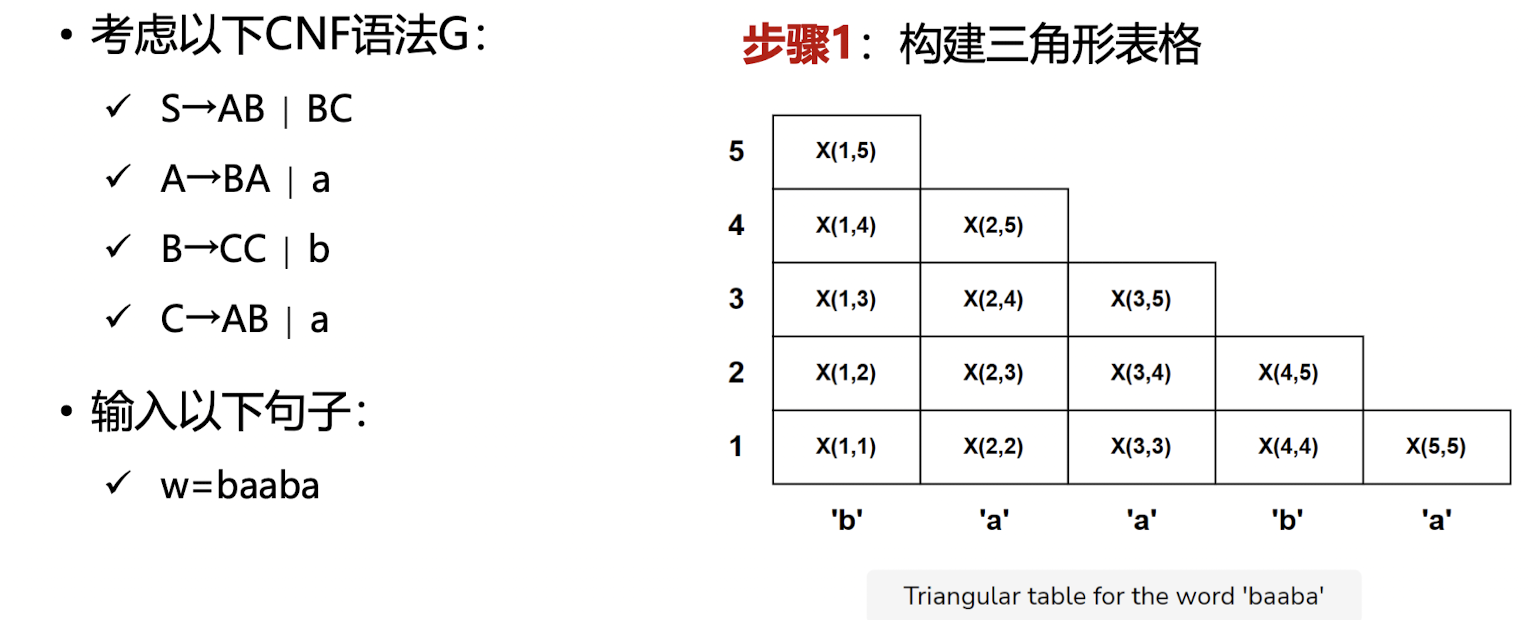 • 考虑以下CNF语法G：
✓ S→AB | BC
✓ A→BA | a
✓ B→CC | b
✓ C→AB | a
• 输入以下句子：
✓ w=baaba
步骤1：构建三角形表格
5 X(1,5)
4 X(1,4) X(2,5)
3 X(1,3) X(2,4) X(3,5)
2 X(1,2) X(2,3) X(3,4) X(4,5)
1 X(1,1) X(2,2) X(3,3) X(4,4) X(5,5)
'b' 'a' 'a' 'b' 'a'
Triangular table for the word 'baaba'